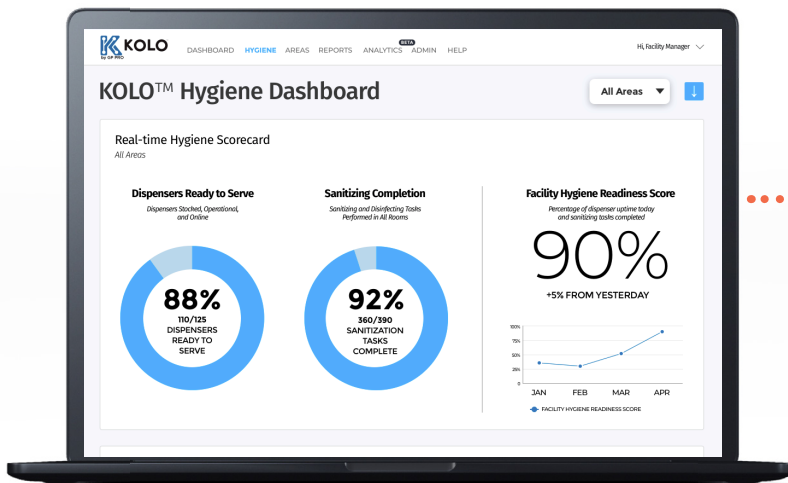 KOLO
by GP PRO
DASHBOARD HYGIENE AREAS REPORTS ANALYTICS BETA ADMIN HELP
Hi, Facility Manager
KOLO™ Hygiene Dashboard
All Areas
Real-time Hygiene Scorecard
All Areas
Dispensers Ready to Serve
Dispensers Stocked, Operational,
and Online
88%
110/125
DISPENSERS
READY TO
SERVE
Sanitizing Completion
Sanitizing and Disinfecting Tasks
Performed in All Rooms
92%
360/390
SANITIZATION
TASKS
COMPLETE
Facility Hygiene Readiness Score
Percentage of dispenser uptime today
and sanitizing tasks completed
90%
+5% FROM YESTERDAY
100%
75%
50%
25%
0
JAN FEB MAR APR
FACILITY HYGIENE READINESS SCORE